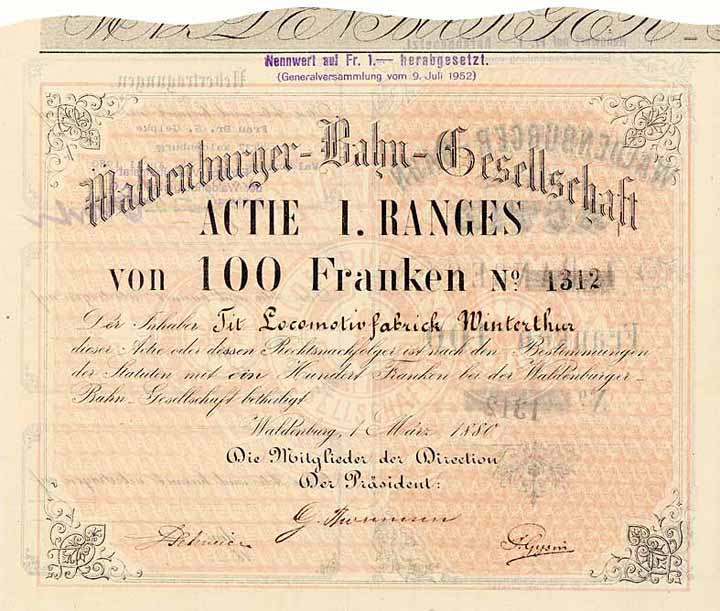 Nennwert auf Fr. 1.— herabgesetzt.
(Generalversammlung vom 9. Juli 1952)
Waldenburger-Bahn-Gesellschaft
ACTIE I. RANGES
von 100 Franken No 1312
Der Inhaber Tit Locomotivfabrick Winterthur
dieser Actie oder dessen Rechtsnachfolger ist nach den Bestimmungen
der Statuten mit ein Hundert Franken bei der Waldenburger-
Bahn-Gesellschaft betheiligt
Waldenburg, 1 März 1880
Die Mitglieder der Direction
Der Präsident: